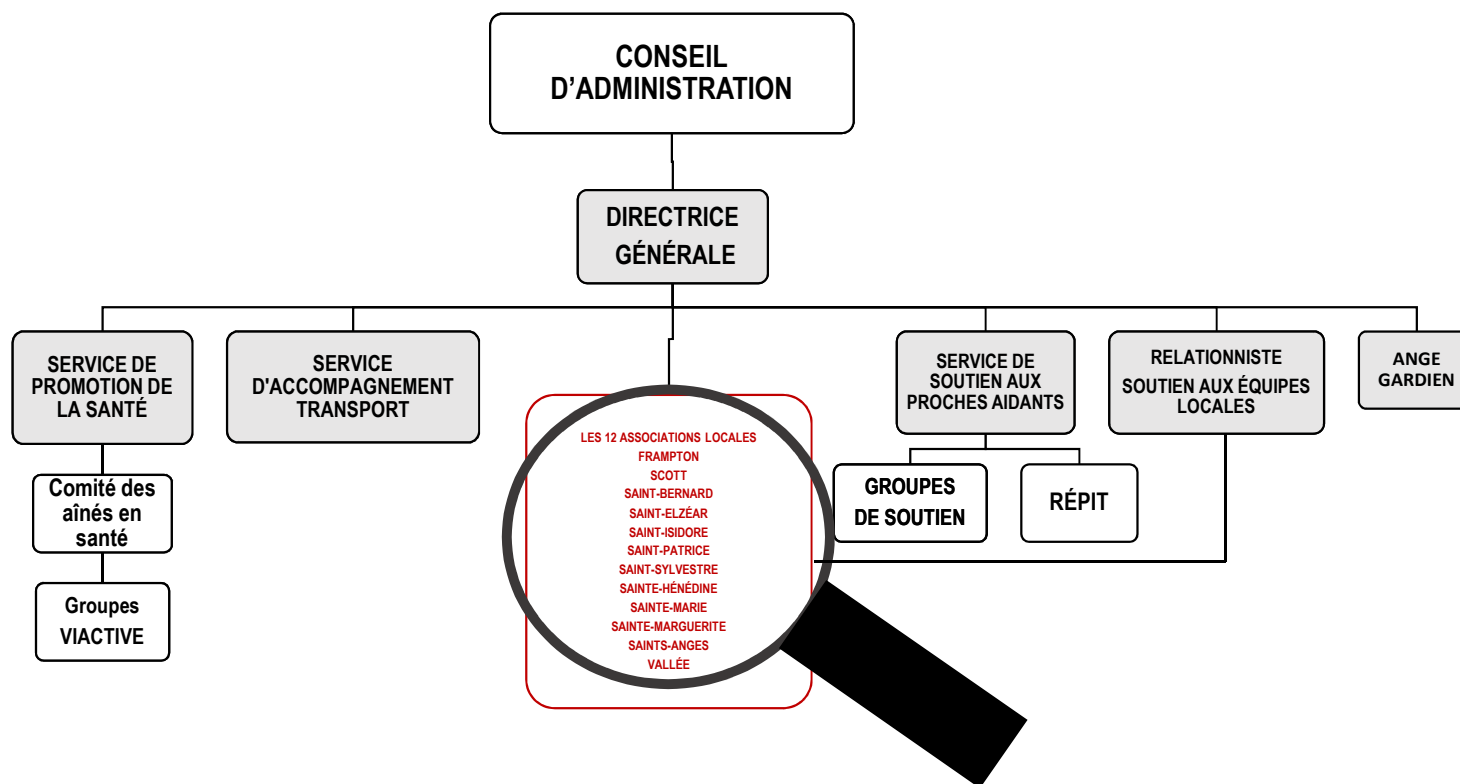 CONSEIL
D’ADMINISTRATION
DIRECTRICE
GÉNÉRALE
SERVICE DE
PROMOTION DE
LA SANTÉ
SERVICE
D'ACCOMPAGNEMENT
TRANSPORT
SERVICE DE
SOUTIEN AUX
PROCHES AIDANTS
RELATIONNISTE
SOUTIEN AUX ÉQUIPES
LOCALES
ANGE
GARDIEN
LES 12 ASSOCIATIONS LOCALES
FRAMPTON
SCOTT
SAINT-BERNARD
SAINT-ELZÉAR
SAINT-ISIDORE
SAINT-PATRICE
SAINT-SYLVESTRE
SAINTE-HÉNÉDINE
SAINTE-MARIE
SAINTE-MARGUERITE
SAINTS-ANGES
VALLÉE
Comité des
aînés en
santé
Groupes
VIACTIVE
GROUPES
DE SOUTIEN
RÉPIT